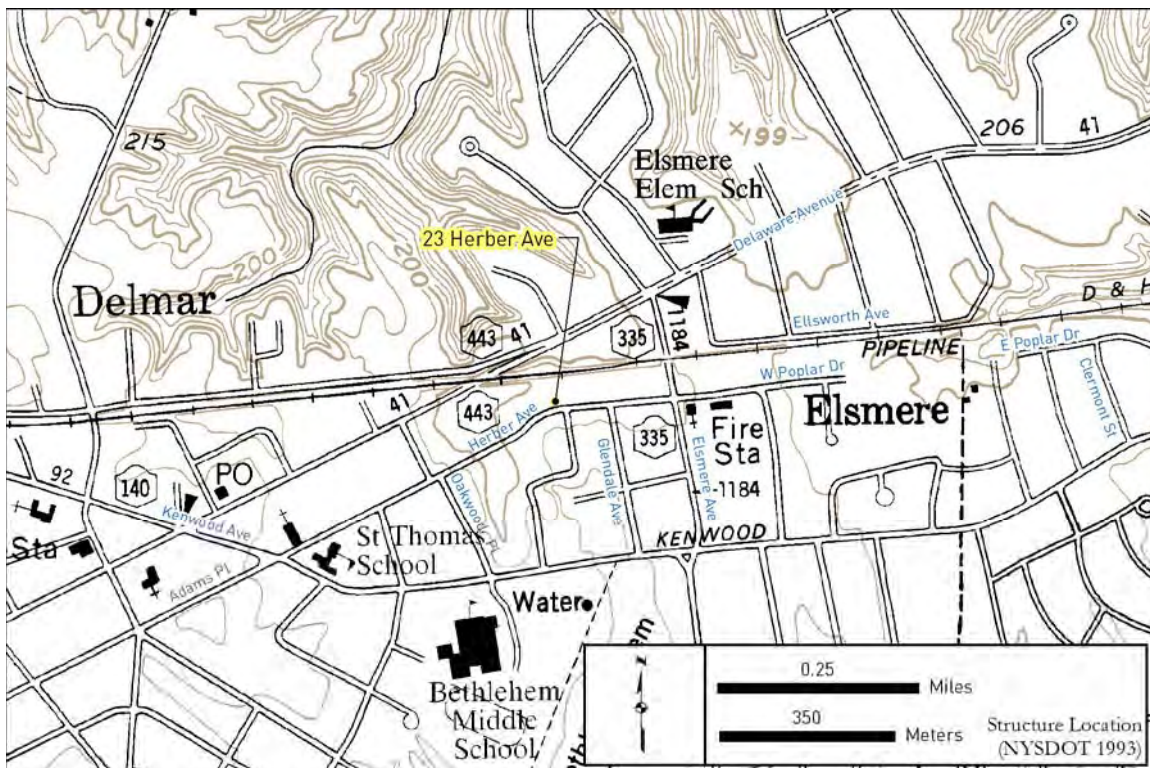 215
199
206
41
Elsmere
Elem Sch
Delaware Avenue
23 Herber Ave
200
200
Delmar
D & H
443
41
335
1184
Ellsworth Ave
PIPELINE
E Poplar Dr
W Poplar Dr
Clermont St
41
443
Herber Ave
Elsmere
335
Fire
Sta
Glendale Ave
Elsmere Ave
92
140
PO
Oakwood Pl
1184
Kenwood Ave
KENWOOD
Sta
St Thomas
School
Adams Pl
Water
Bethlehem
Middle
School
N
0.25
Miles
350
Meters
Structure Location
(NYSDOT 1993)